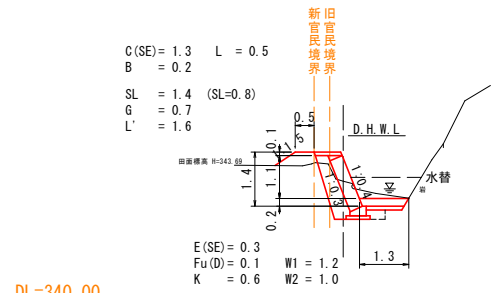 新官民境界
旧官民境界
C(SE)= 1.3 L = 0.5
B = 0.2
SL = 1.4 (SL=0.8)
G = 0.7
L' = 1.6
0.5
D.H.W.L
0.1
1.5
田面標高 H=343.69
1.4
1.1
0.2
1:0.3
水替
岩
1.3
E(SE)= 0.3
Fu(D)= 0.1 W1 = 1.2
K = 0.6 W2 = 1.0
DL=340.00